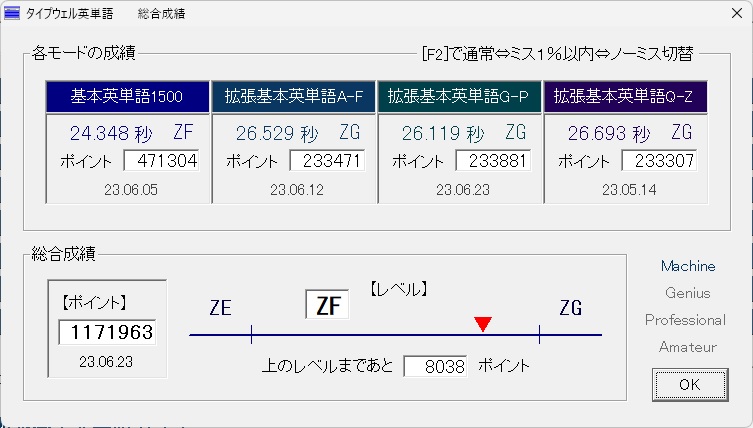 タイプウェル英単語　総合成績
各モードの成績　[F2]で通常⇔ミス1％以内⇔ノーミス切替
基本英単語1500　拡張基本英単語A-F　拡張基本英単語G-P　拡張基本英単語Q-Z
24.348 秒　ZF　26.529 秒　ZG　26.119 秒　ZG　26.693 秒　ZG
ポイント 471304　ポイント 233471　ポイント 233881　ポイント 233307
23.06.05　23.06.12　23.06.23　23.05.14
総合成績
【ポイント】
1171963
23.06.23
【レベル】
ZE　ZF　ZG
上のレベルまであと 8038 ポイント
Machine
Genius
Professional
Amateur
OK